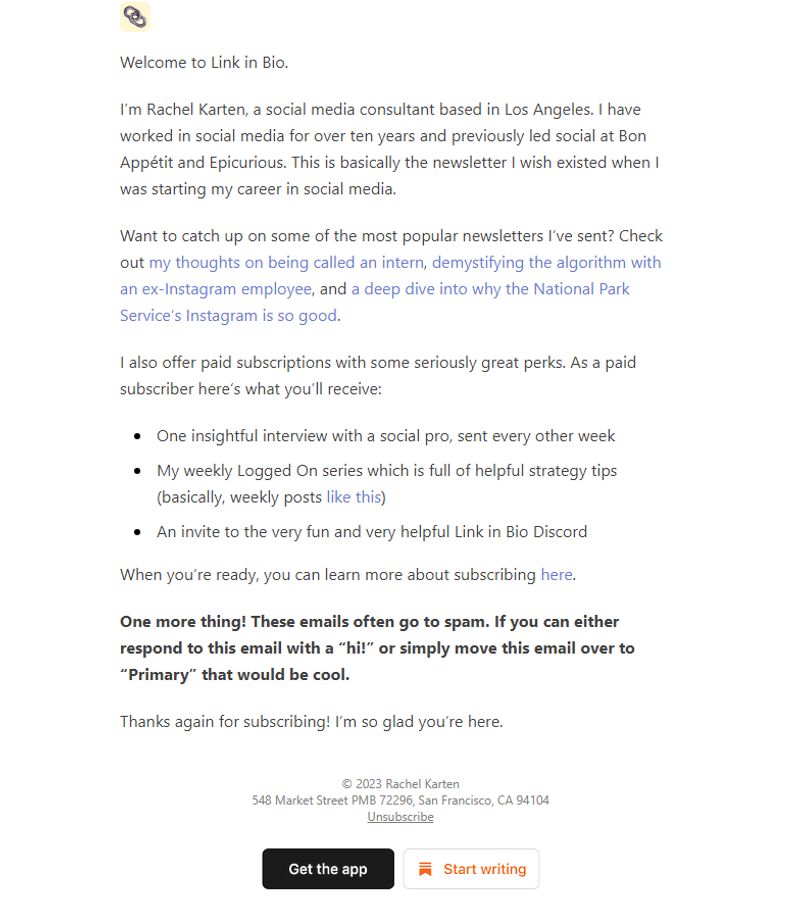 Welcome to Link in Bio.
I’m Rachel Karten, a social media consultant based in Los Angeles. I have
worked in social media for over ten years and previously led social at Bon
Appétit and Epicurious. This is basically the newsletter I wish existed when I
was starting my career in social media.
Want to catch up on some of the most popular newsletters I’ve sent? Check
out my thoughts on being called an intern, demystifying the algorithm with
an ex-Instagram employee, and a deep dive into why the National Park
Service’s Instagram is so good.
I also offer paid subscriptions with some seriously great perks. As a paid
subscriber here’s what you’ll receive:
• One insightful interview with a social pro, sent every other week
• My weekly Logged On series which is full of helpful strategy tips
(basically, weekly posts like this)
• An invite to the very fun and very helpful Link in Bio Discord
When you’re ready, you can learn more about subscribing here.
One more thing! These emails often go to spam. If you can either
respond to this email with a “hi!” or simply move this email over to
“Primary” that would be cool.
Thanks again for subscribing! I’m so glad you’re here.
© 2023 Rachel Karten
548 Market Street PMB 72296, San Francisco, CA 94104
Unsubscribe
Get the app
Start writing